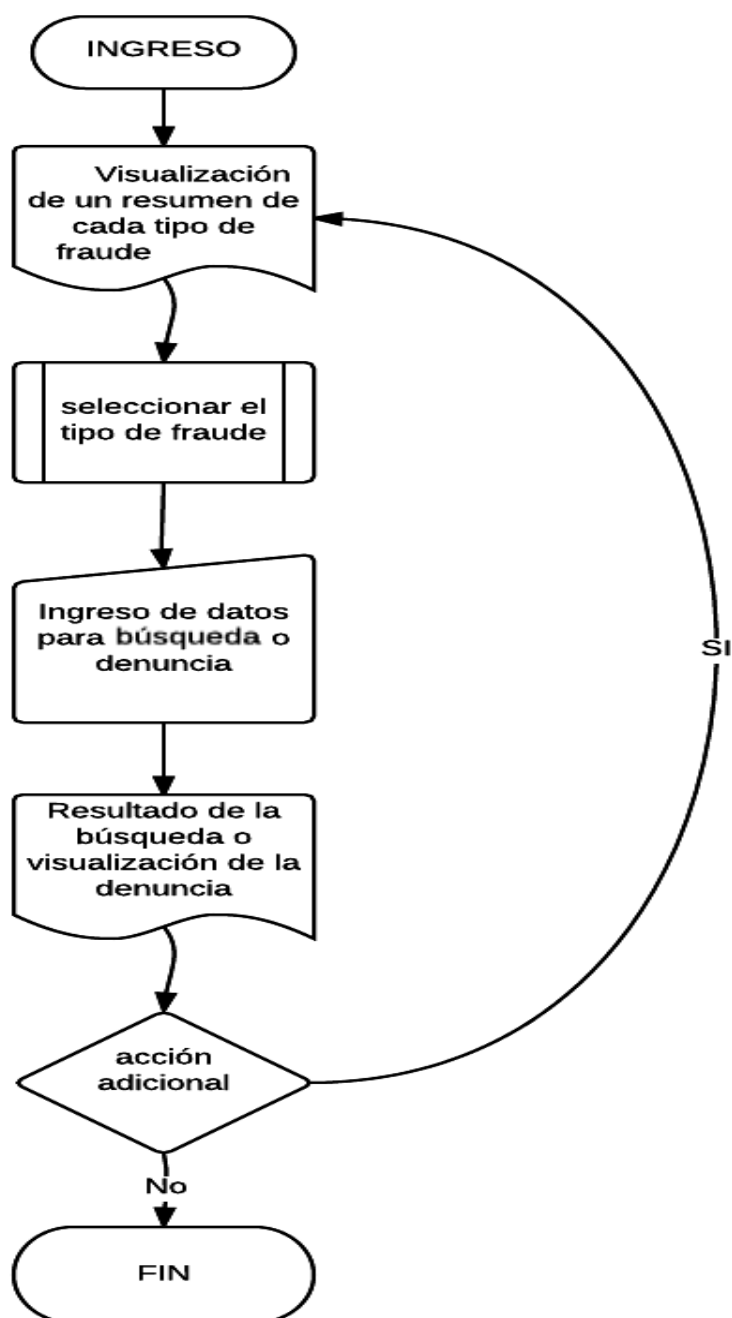 INGRESO
Visualización
de un resumen de
cada tipo de
fraude
seleccionar el
tipo de fraude
Ingreso de datos
para búsqueda o
denuncia
Resultado de la
búsqueda o
visualización de la
denuncia
acción
adicional
SI
No
FIN